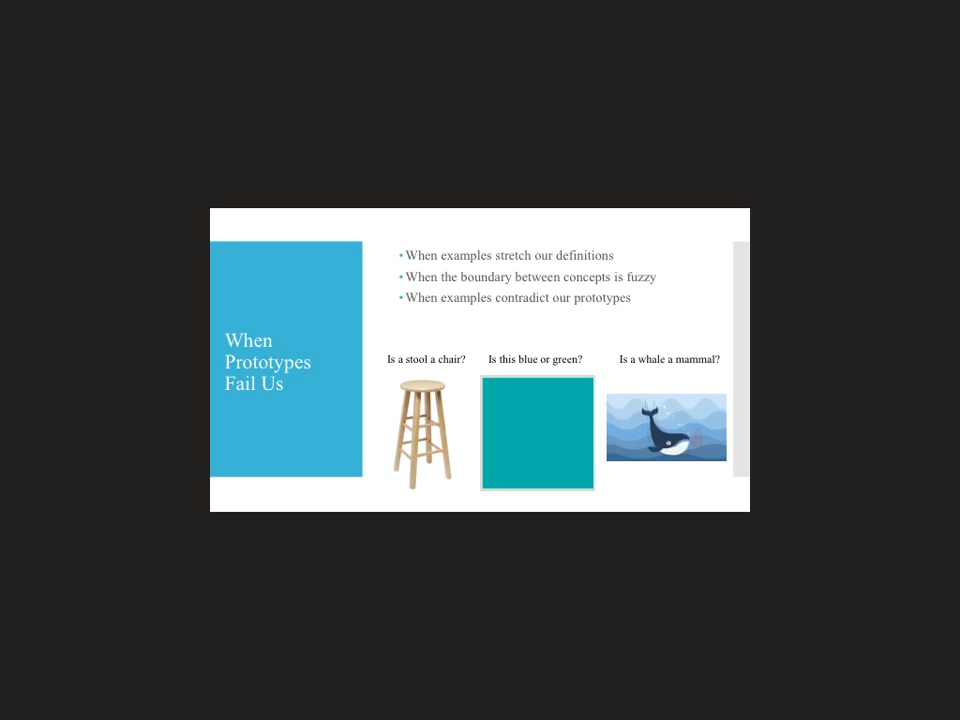 When
Prototypes
Fail Us
• When examples stretch our definitions
• When the boundary between concepts is fuzzy
• When examples contradict our prototypes
Is a stool a chair?
Is this blue or green?
Is a whale a mammal?